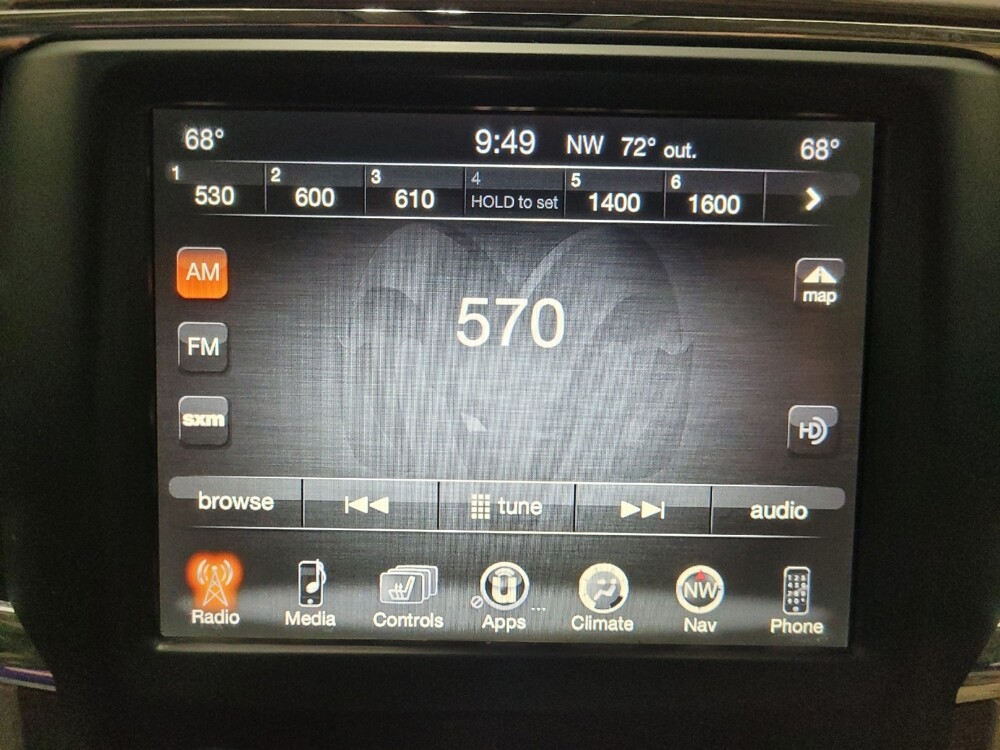 68° 9:49 NW 72° out. 68°
1 2 3 4 5 6
530 600 610 HOLD to set 1400 1600
AM
570
map
FM
sxm
HD
browse tune audio
NW
Radio Media Controls Apps ... Climate Nav Phone